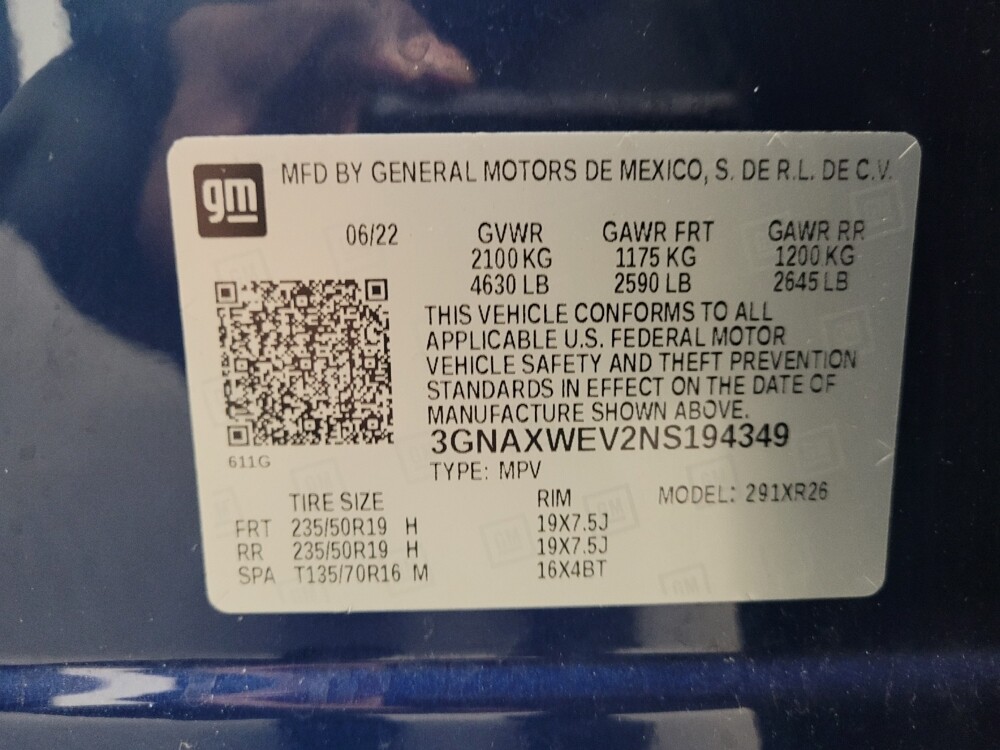 gm MFD BY GENERAL MOTORS DE MEXICO, S. DE R.L. DE C.V.
06/22 GVWR GAWR FRT GAWR RR
2100 KG 1175 KG 1200 KG
4630 LB 2590 LB 2645 LB
THIS VEHICLE CONFORMS TO ALL
APPLICABLE U.S. FEDERAL MOTOR
VEHICLE SAFETY AND THEFT PREVENTION
STANDARDS IN EFFECT ON THE DATE OF
MANUFACTURE SHOWN ABOVE.
3GNAXWEV2NS194349
611G
TYPE: MPV
TIRE SIZE RIM MODEL: 291XR26
FRT 235/50R19 H 19X7.5J
RR 235/50R19 H 19X7.5J
SPA T135/70R16 M 16X4BT